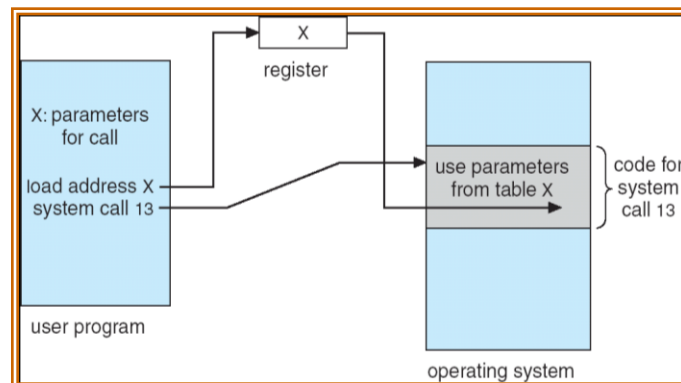 X
register
X: parameters
for call
load address X
system call 13
user program
use parameters
from table X
code for
system
call 13
operating system